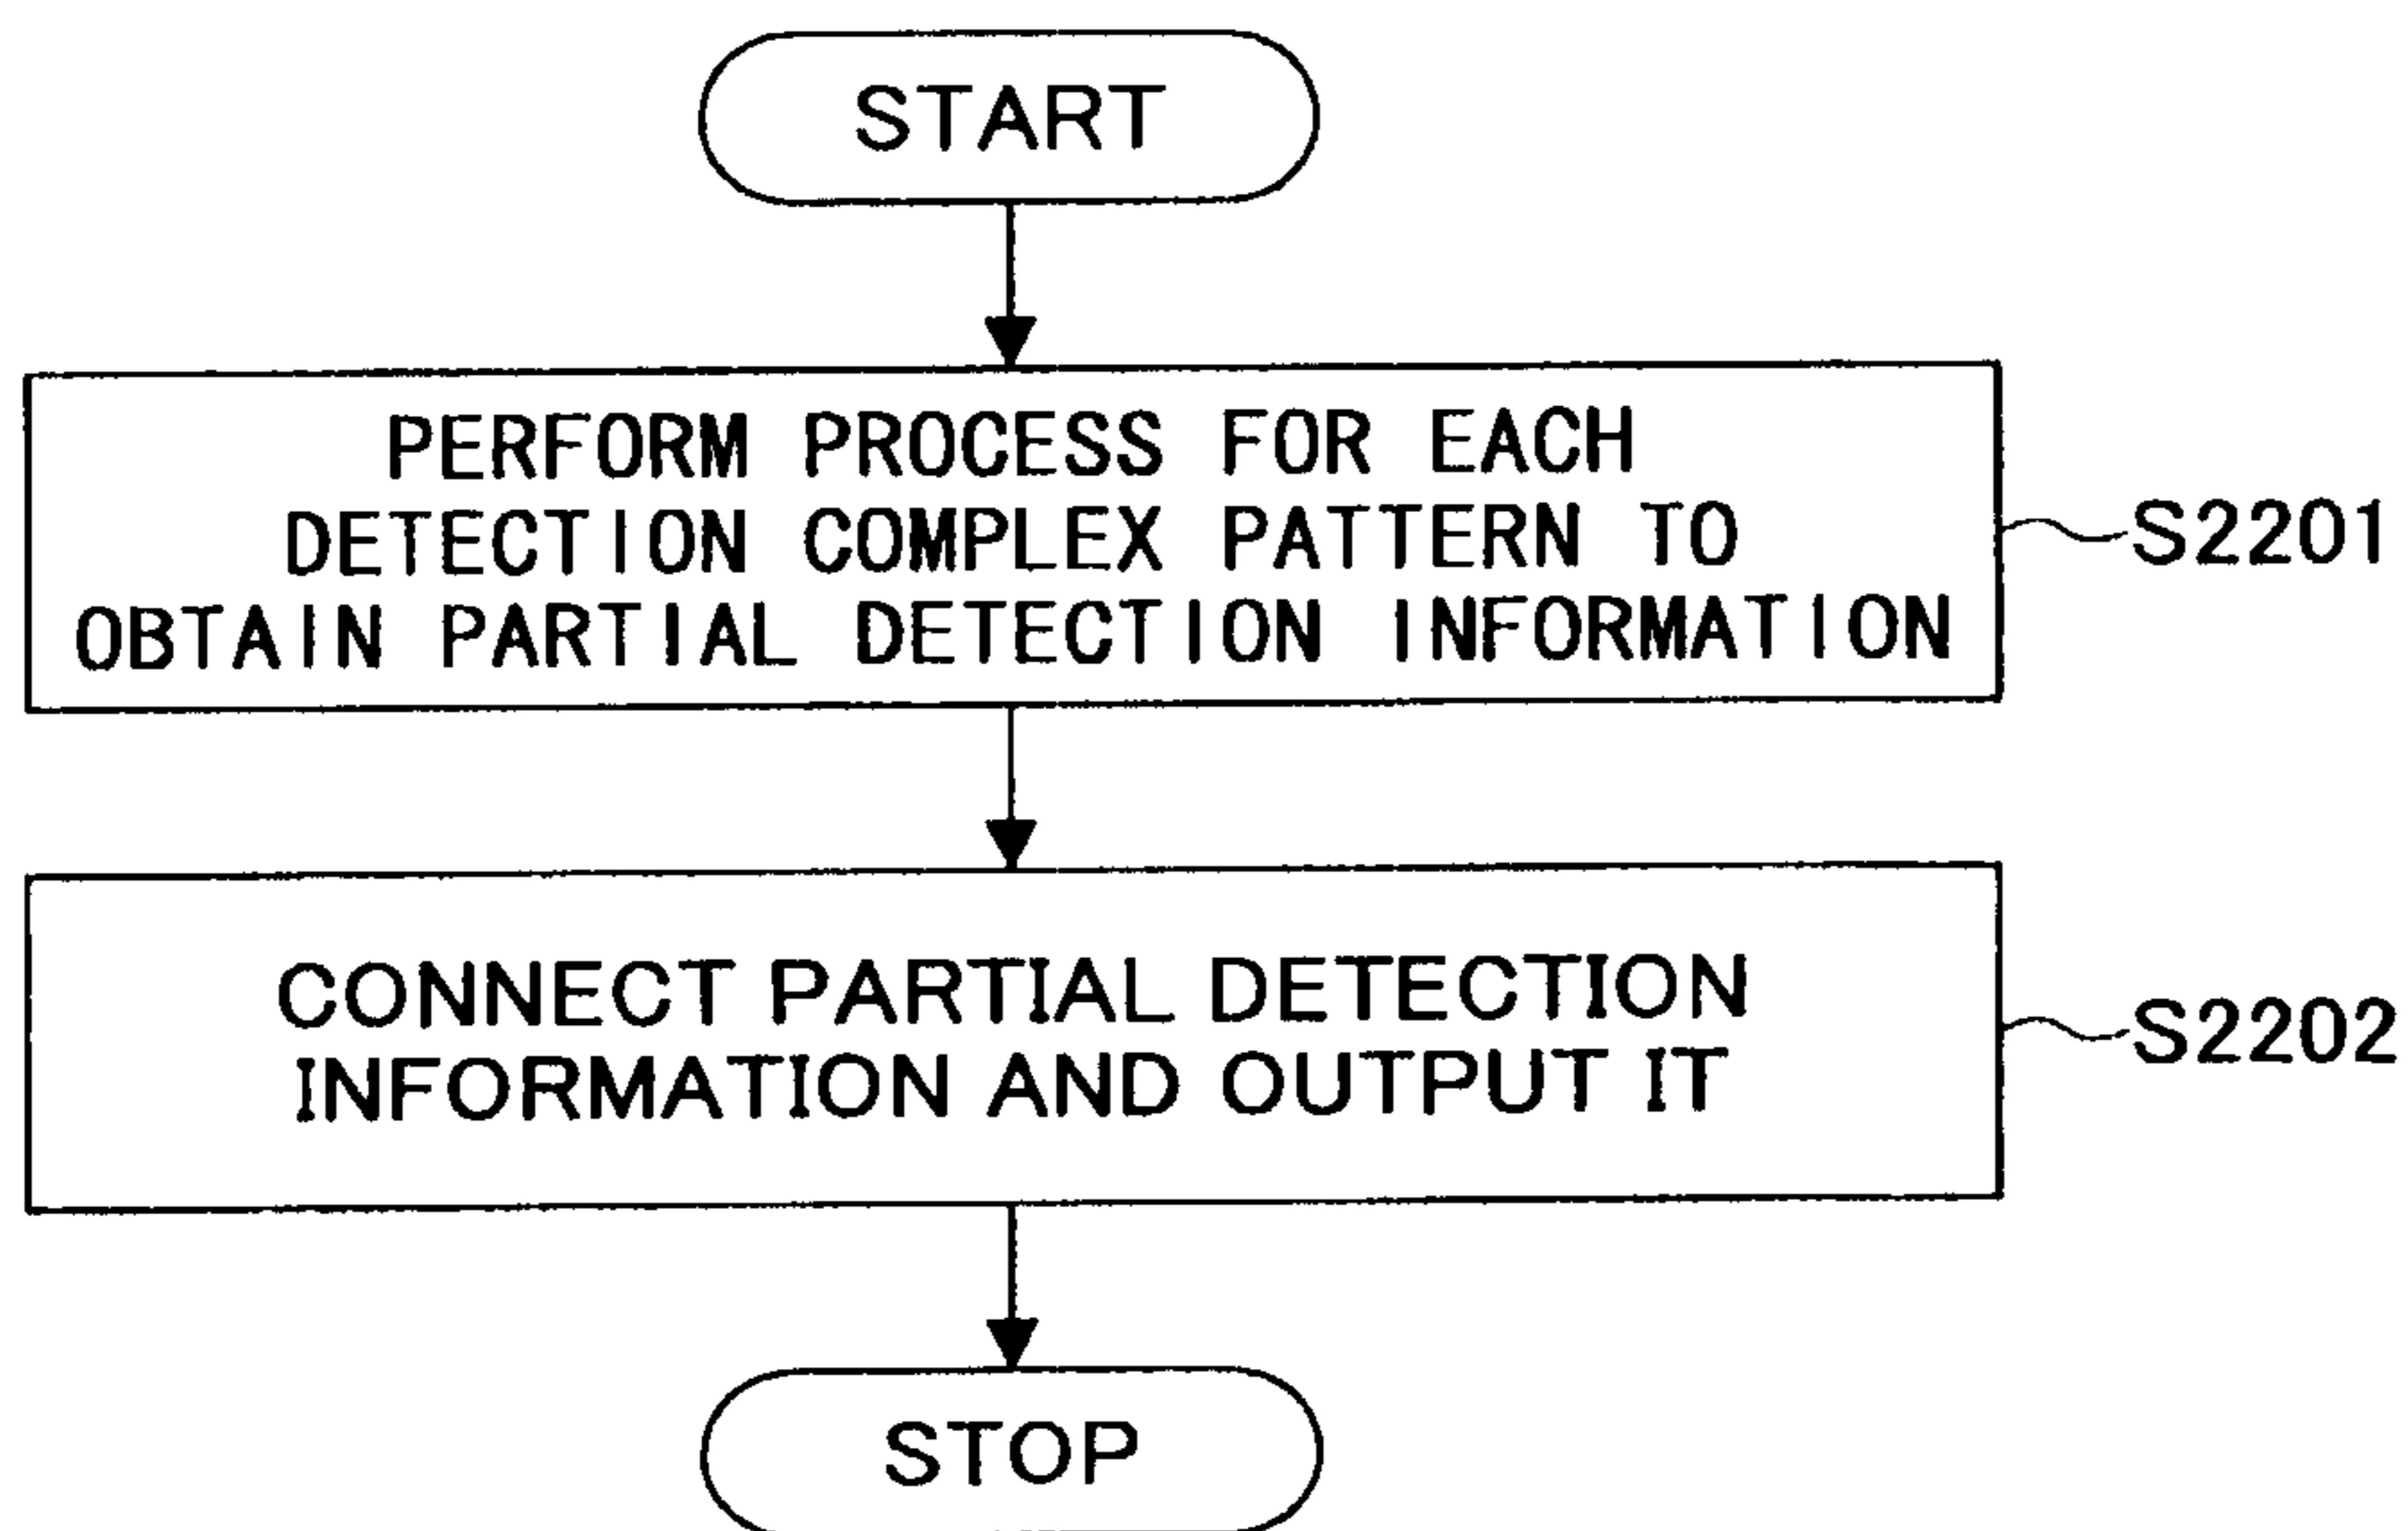 START
PERFORM PROCESS FOR EACH
DETECTION COMPLEX PATTERN TO
OBTAIN PARTIAL DETECTION INFORMATION
S2201
CONNECT PARTIAL DETECTION
INFORMATION AND OUTPUT IT
S2202
STOP